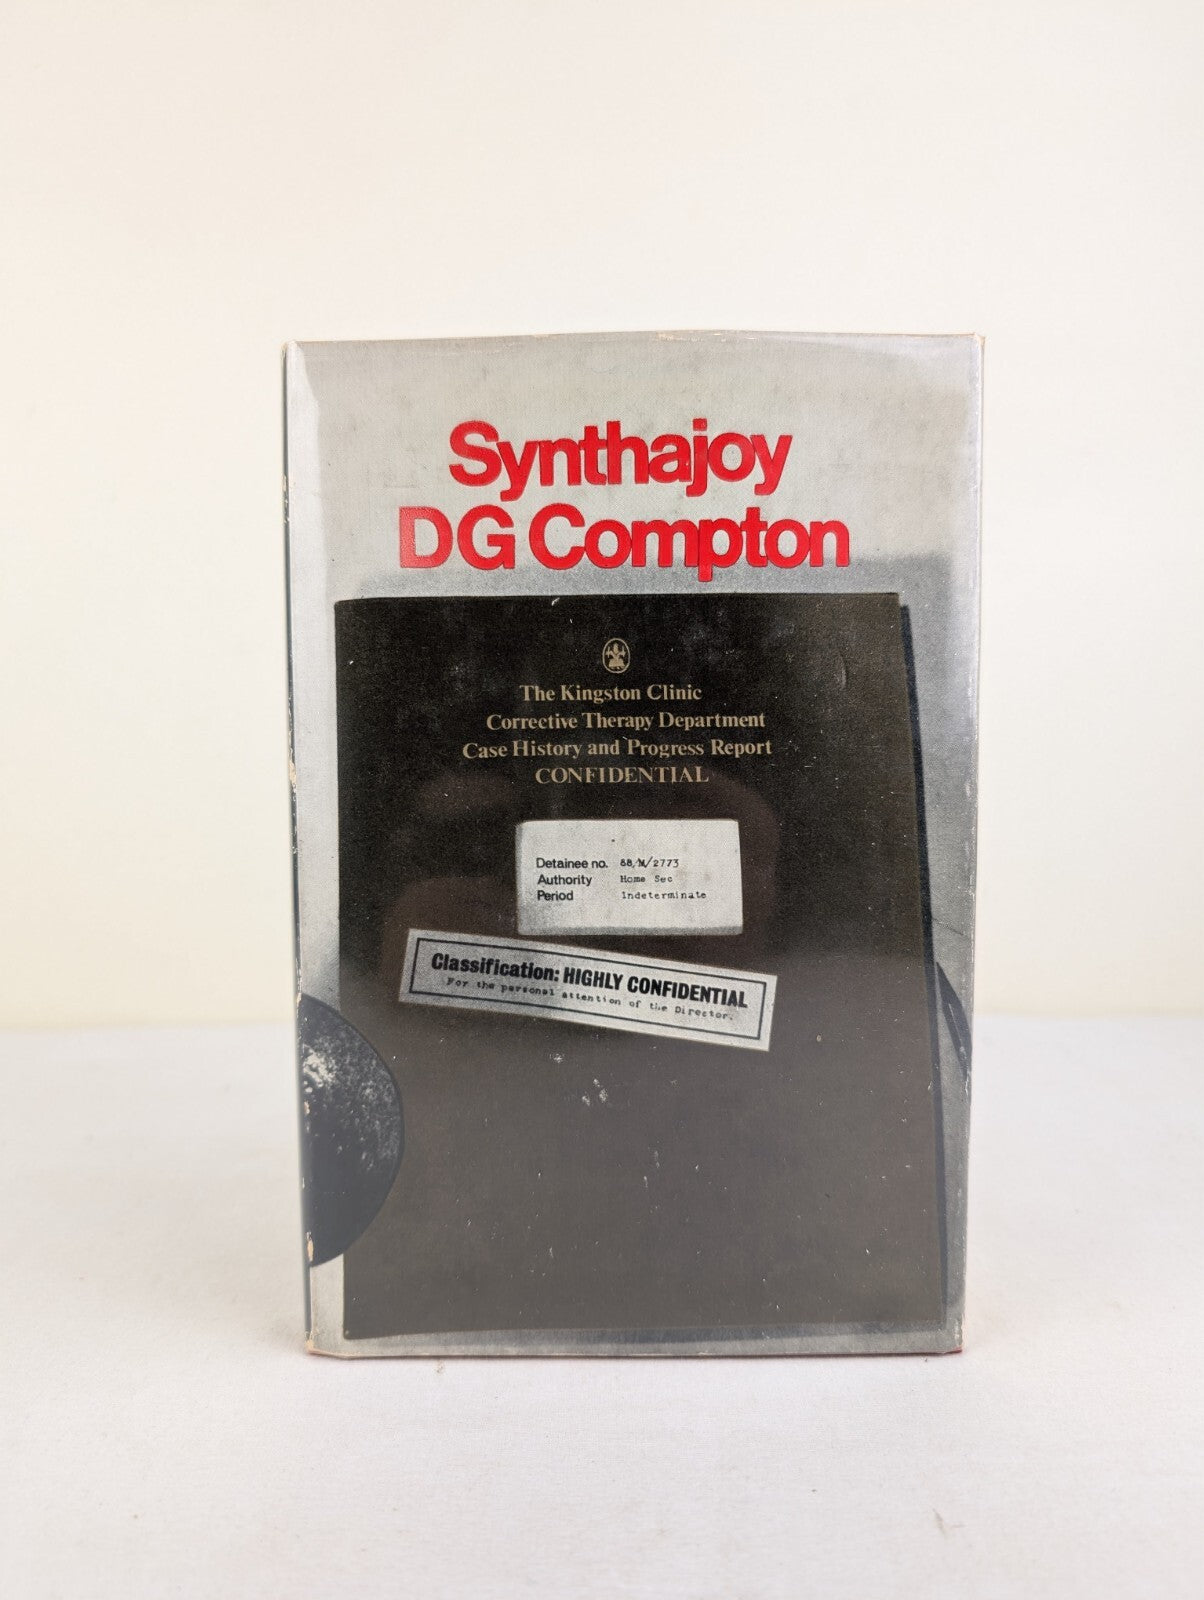 Synthajoy
DG Compton
The Kingston Clinic
Corrective Therapy Department
Case History and Progress Report
CONFIDENTIAL
Detainee no. 88/M/2773
Authority Home Sec
Period Indeterminate
Classification: HIGHLY CONFIDENTIAL
For the personal attention of the Director.